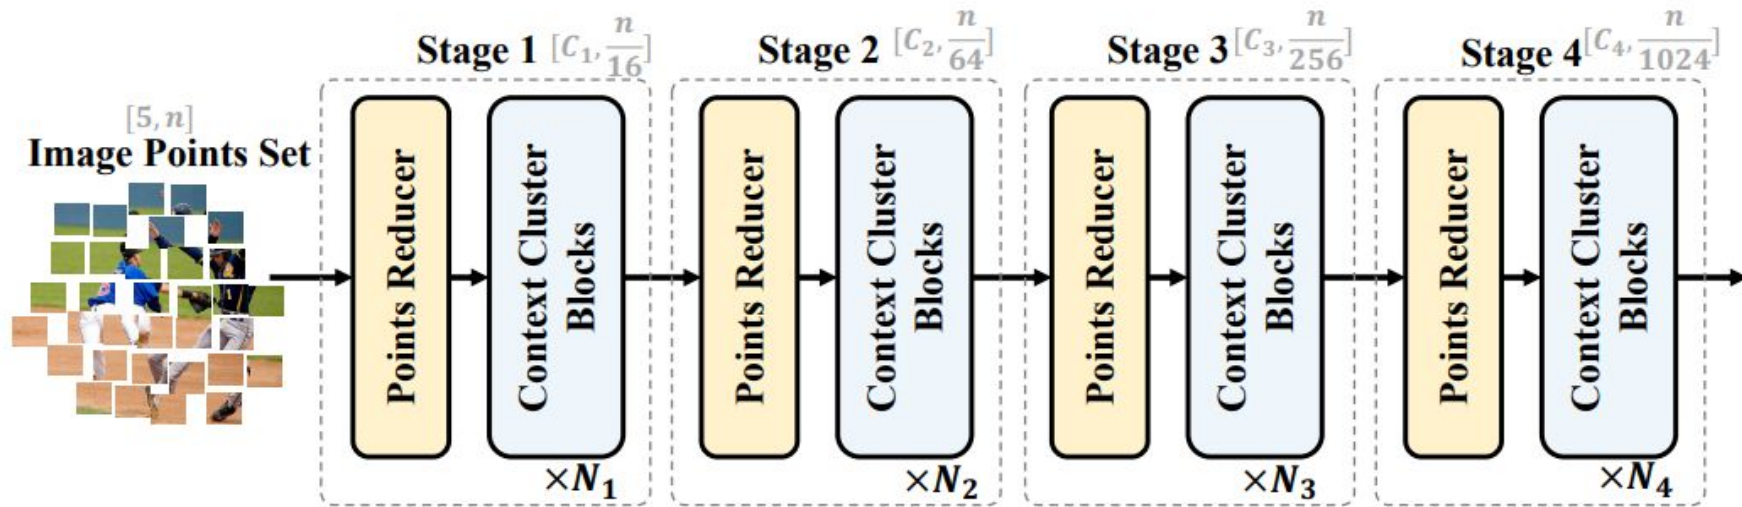 Stage 1 [C₁, n/16]
Stage 2 [C₂, n/64]
Stage 3 [C₃, n/256]
Stage 4 [C₄, n/1024]
[5, n]
Image Points Set
Points Reducer
Context Cluster
Blocks
×N₁
Points Reducer
Context Cluster
Blocks
×N₂
Points Reducer
Context Cluster
Blocks
×N₃
Points Reducer
Context Cluster
Blocks
×N₄